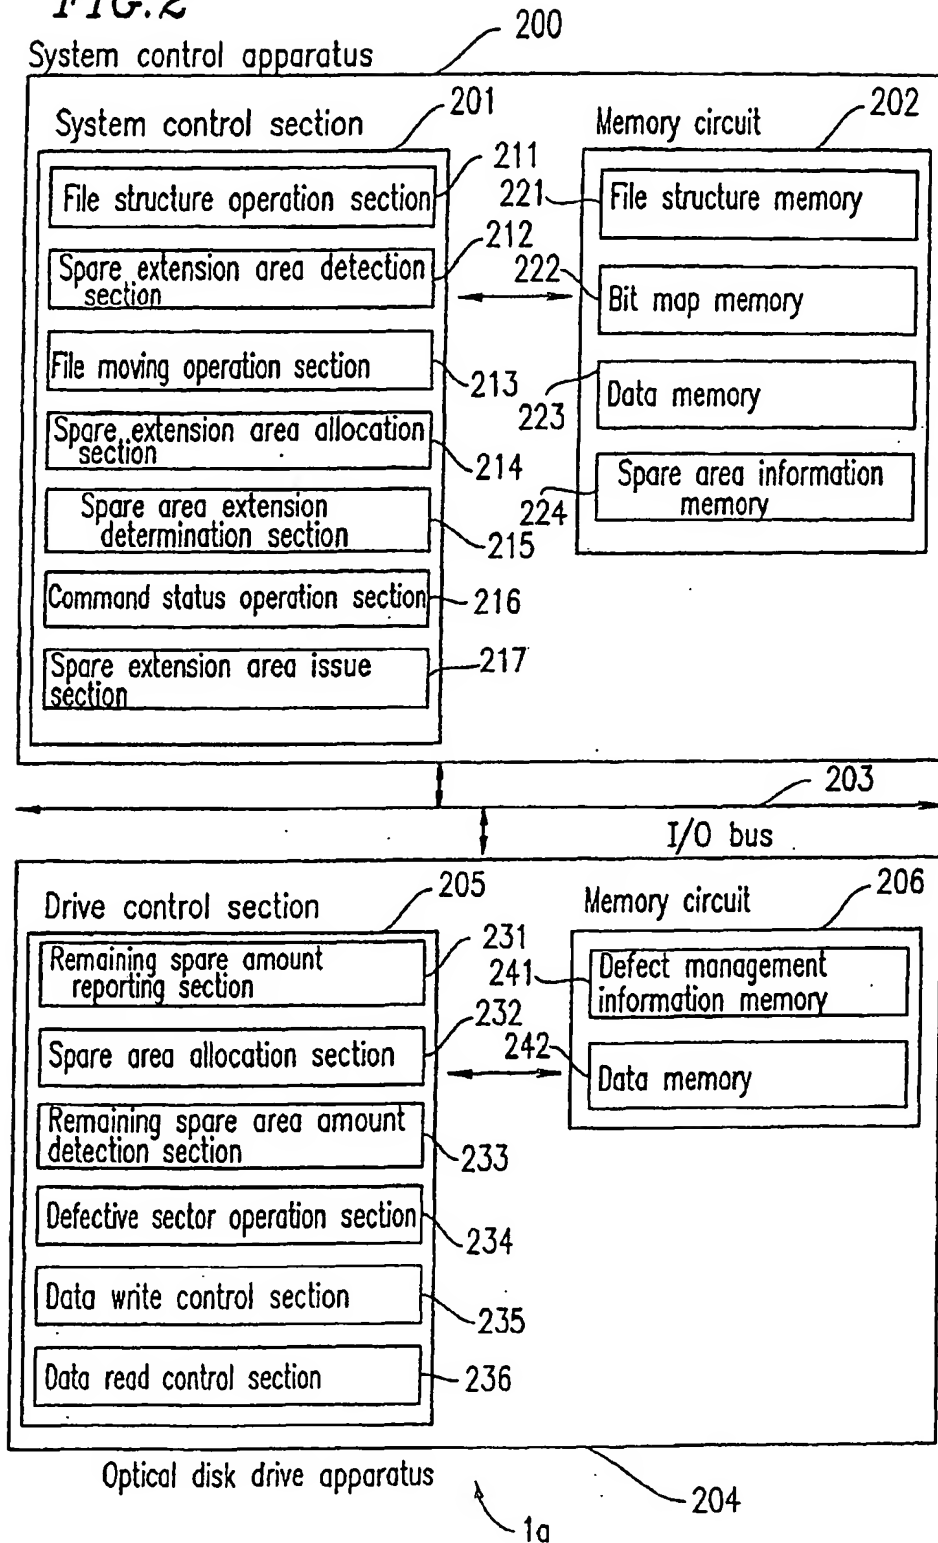 FIG.2
200
System control apparatus
201
System control section
Memory circuit
202
211
File structure operation section
221
File structure memory
212
Spare extension area detection
section
222
Bit map memory
File moving operation section
213
Data memory
223
Spare extension area allocation
section
214
Spare area information
memory
224
Spare area extension
determination section
215
Command status operation section
216
217
Spare extension area issue
section
203
I/O bus
205
Drive control section
Memory circuit
206
231
Remaining spare amount
reporting section
241
Defect management
information memory
232
Spare area allocation section
242
Data memory
Remaining spare area amount
detection section
233
Defective sector operation section
234
Data write control section
235
Data read control section
236
Optical disk drive apparatus
204
1a